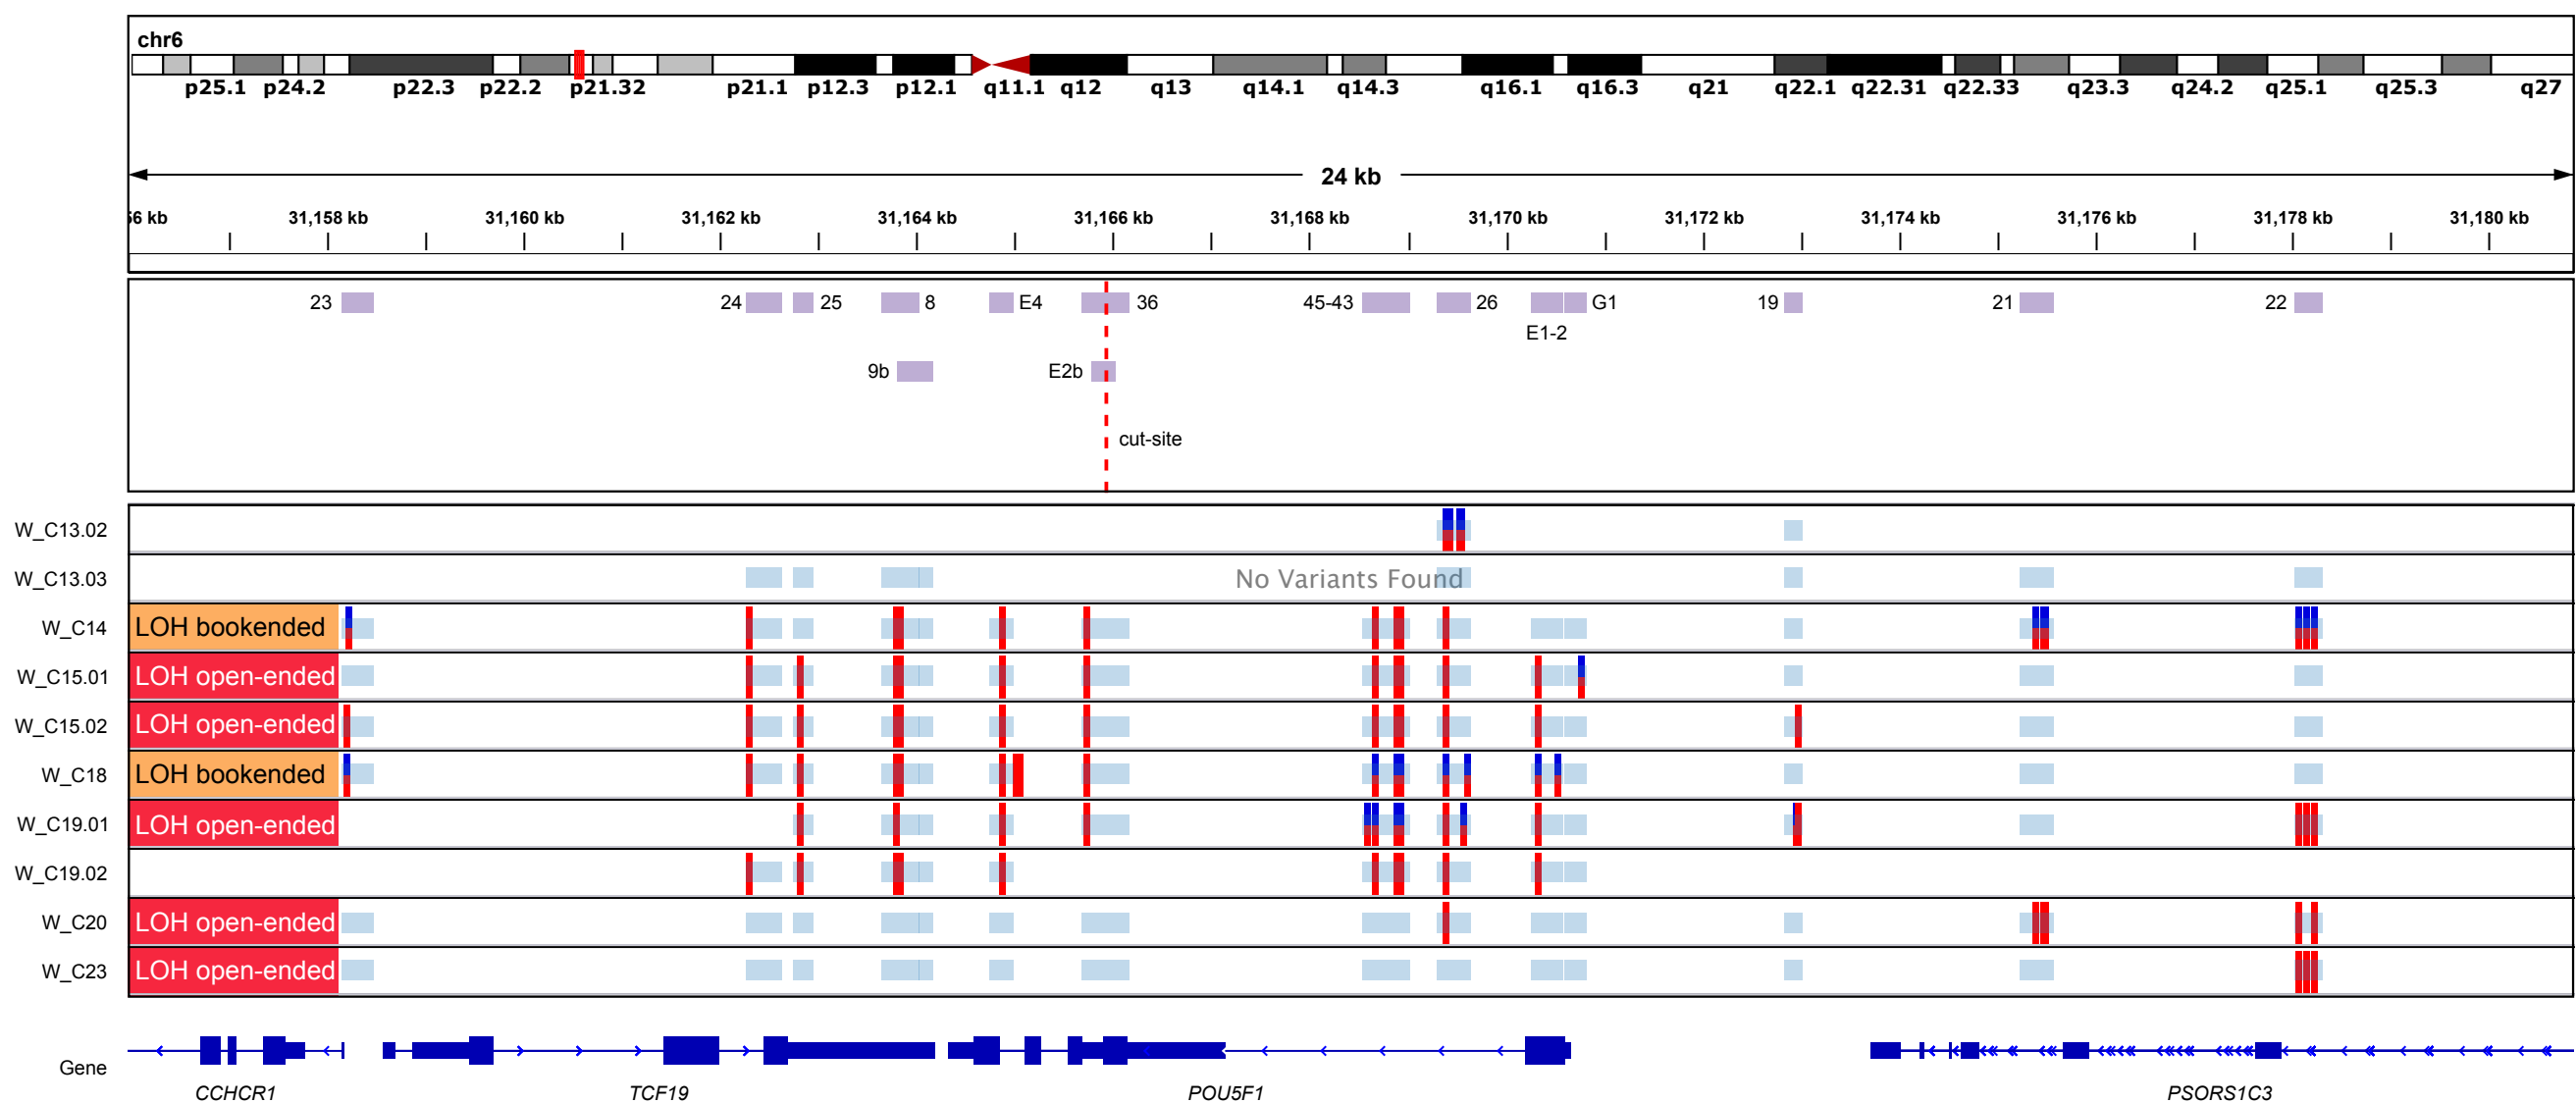 chr6
p25.1 p24.2 p22.3 p22.2 p21.32 p21.1 p12.3 p12.1 q11.1 q12 q13 q14.1 q14.3 q16.1 q16.3 q21 q22.1 q22.31 q22.33 q23.3 q24.2 q25.1 q25.3 q27
24 kb
56 kb 31,158 kb 31,160 kb 31,162 kb 31,164 kb 31,166 kb 31,168 kb 31,170 kb 31,172 kb 31,174 kb 31,176 kb 31,178 kb 31,180 kb
23 24 25 8 E4 36 45-43 26 G1 19 21 22
E1-2
9b E2b
cut-site
W_C13.02
W_C13.03 No Variants Found
W_C14 LOH bookended
W_C15.01 LOH open-ended
W_C15.02 LOH open-ended
W_C18 LOH bookended
W_C19.01 LOH open-ended
W_C19.02
W_C20 LOH open-ended
W_C23 LOH open-ended
Gene
CCHCR1 TCF19 POU5F1 PSORS1C3